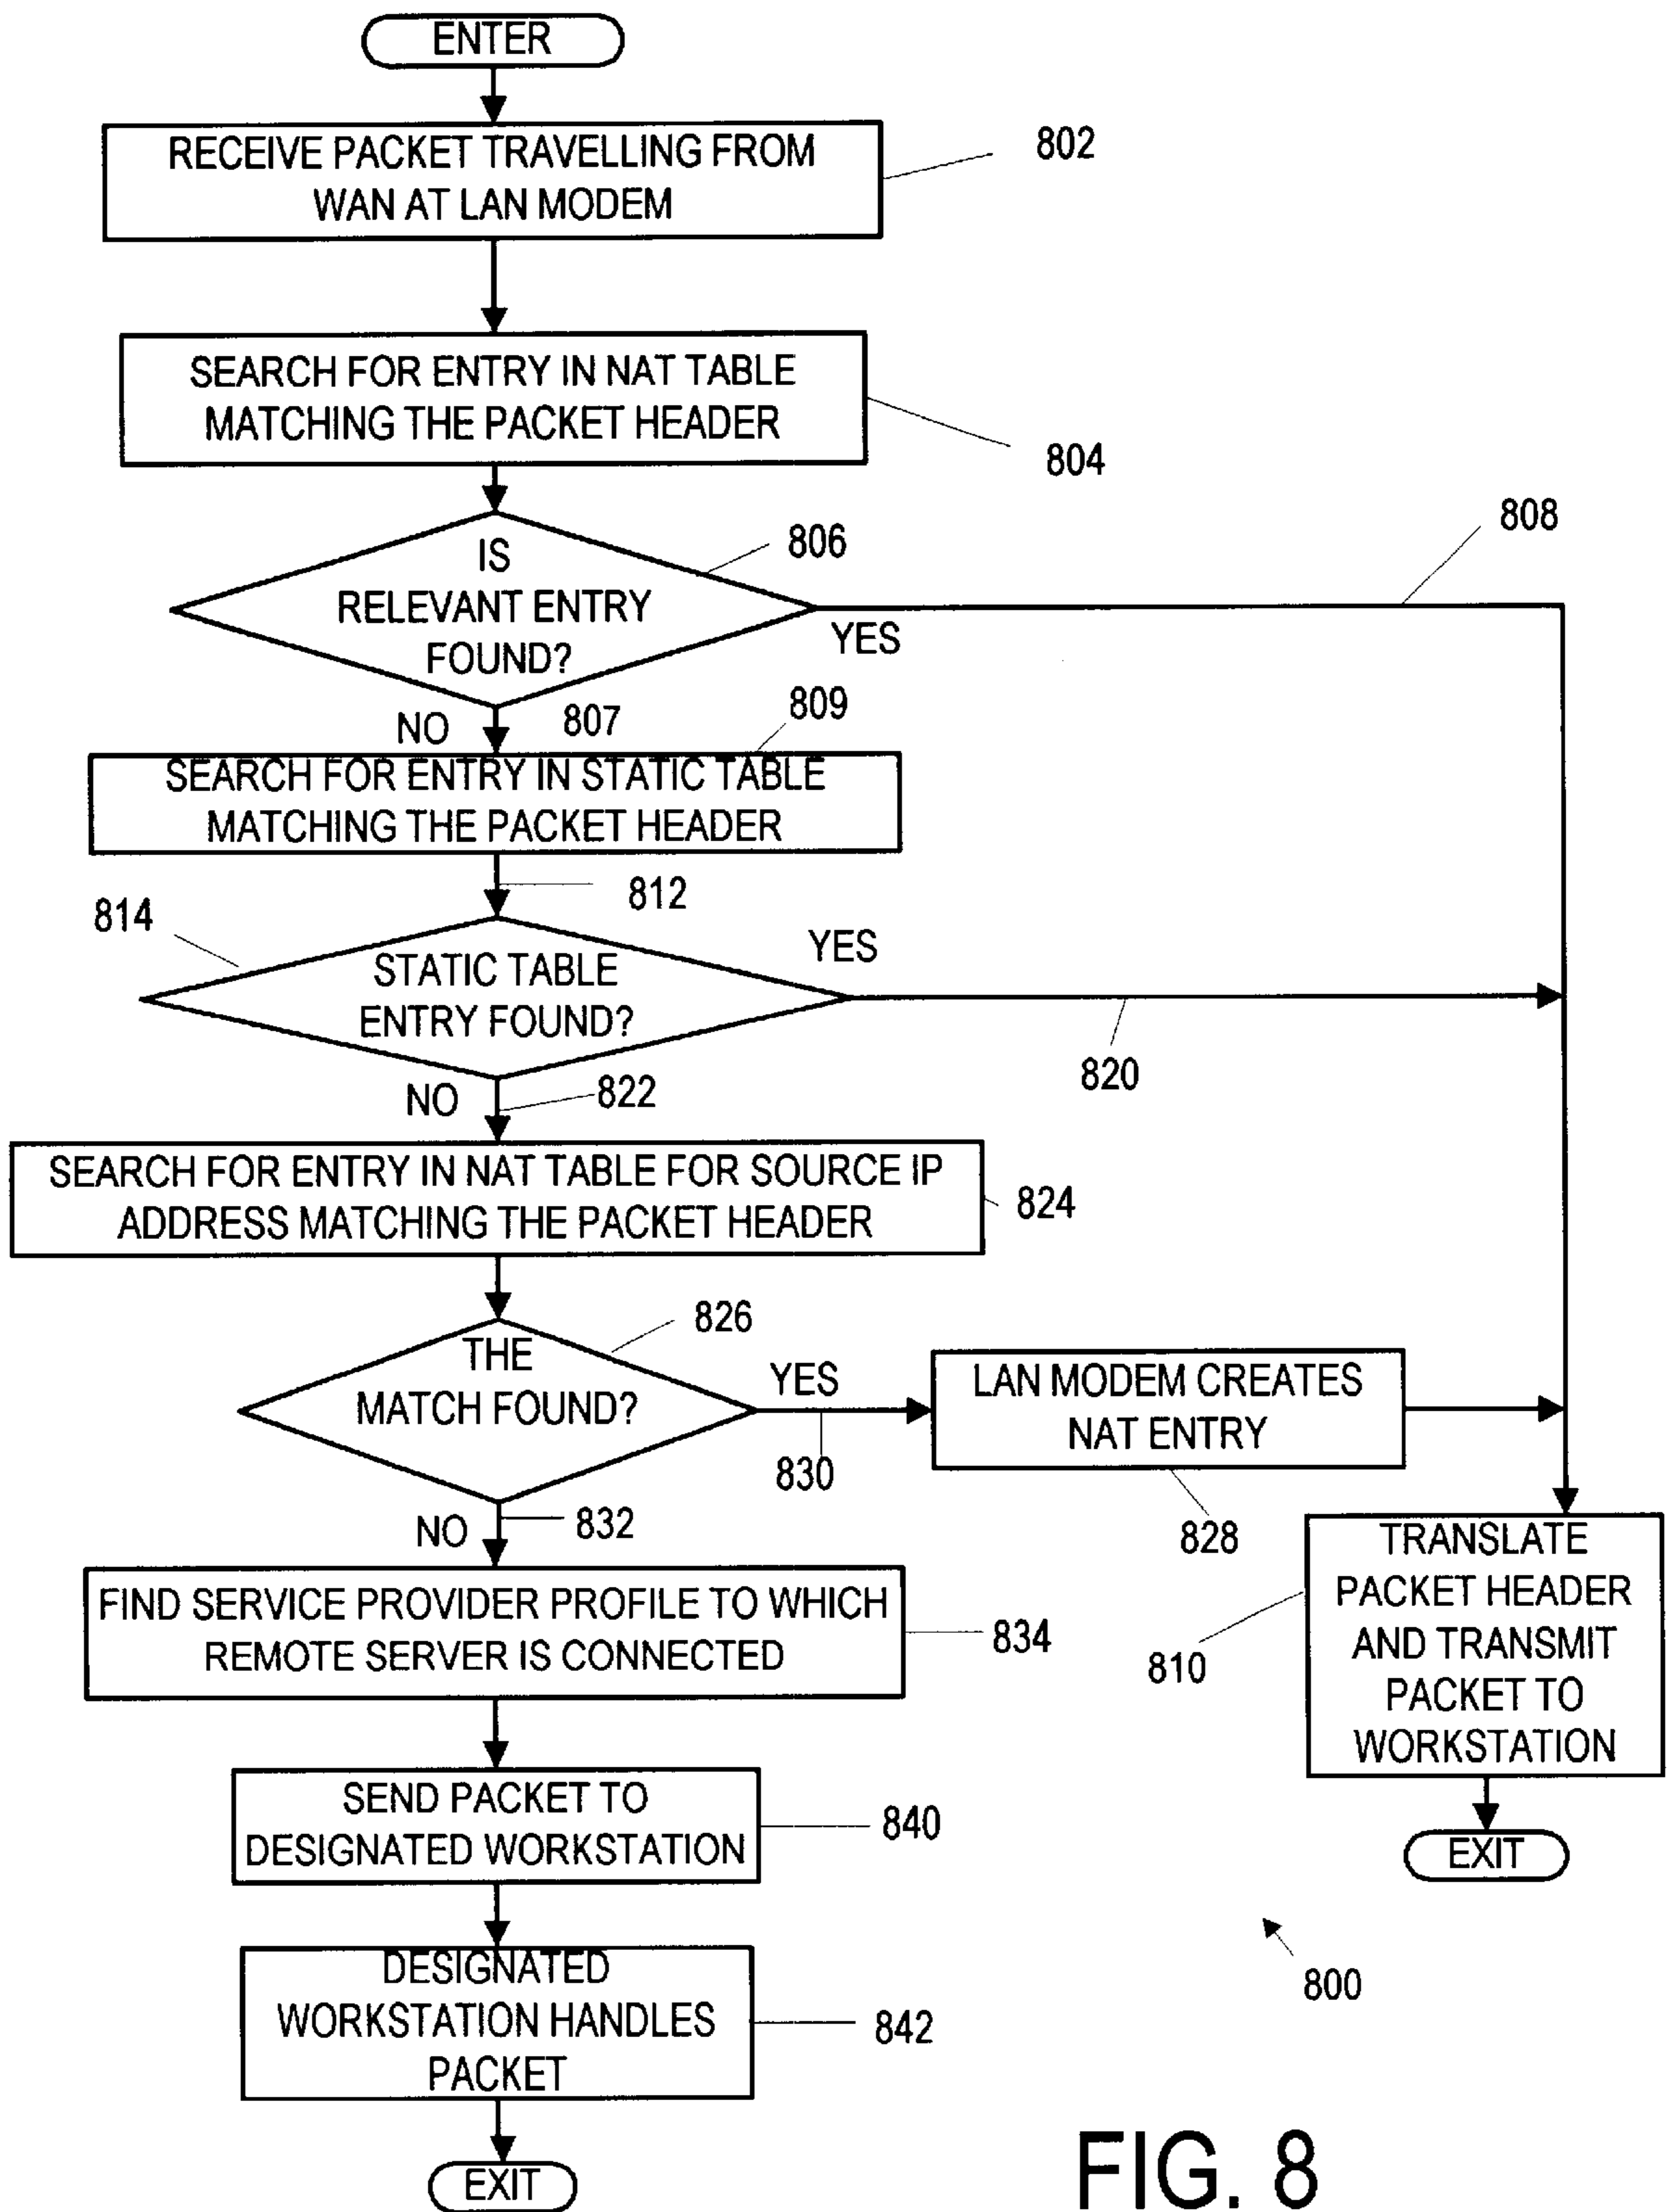 ENTER
RECEIVE PACKET TRAVELLING FROM
WAN AT LAN MODEM
802
SEARCH FOR ENTRY IN NAT TABLE
MATCHING THE PACKET HEADER
804
IS
RELEVANT ENTRY
FOUND?
806
808
YES
NO
807
809
SEARCH FOR ENTRY IN STATIC TABLE
MATCHING THE PACKET HEADER
812
814
STATIC TABLE
ENTRY FOUND?
YES
820
NO
822
SEARCH FOR ENTRY IN NAT TABLE FOR SOURCE IP
ADDRESS MATCHING THE PACKET HEADER
824
THE
MATCH FOUND?
826
YES
830
LAN MODEM CREATES
NAT ENTRY
828
NO
832
FIND SERVICE PROVIDER PROFILE TO WHICH
REMOTE SERVER IS CONNECTED
834
TRANSLATE
PACKET HEADER
AND TRANSMIT
PACKET TO
WORKSTATION
810
EXIT
SEND PACKET TO
DESIGNATED WORKSTATION
840
DESIGNATED
WORKSTATION HANDLES
PACKET
842
800
EXIT
FIG. 8